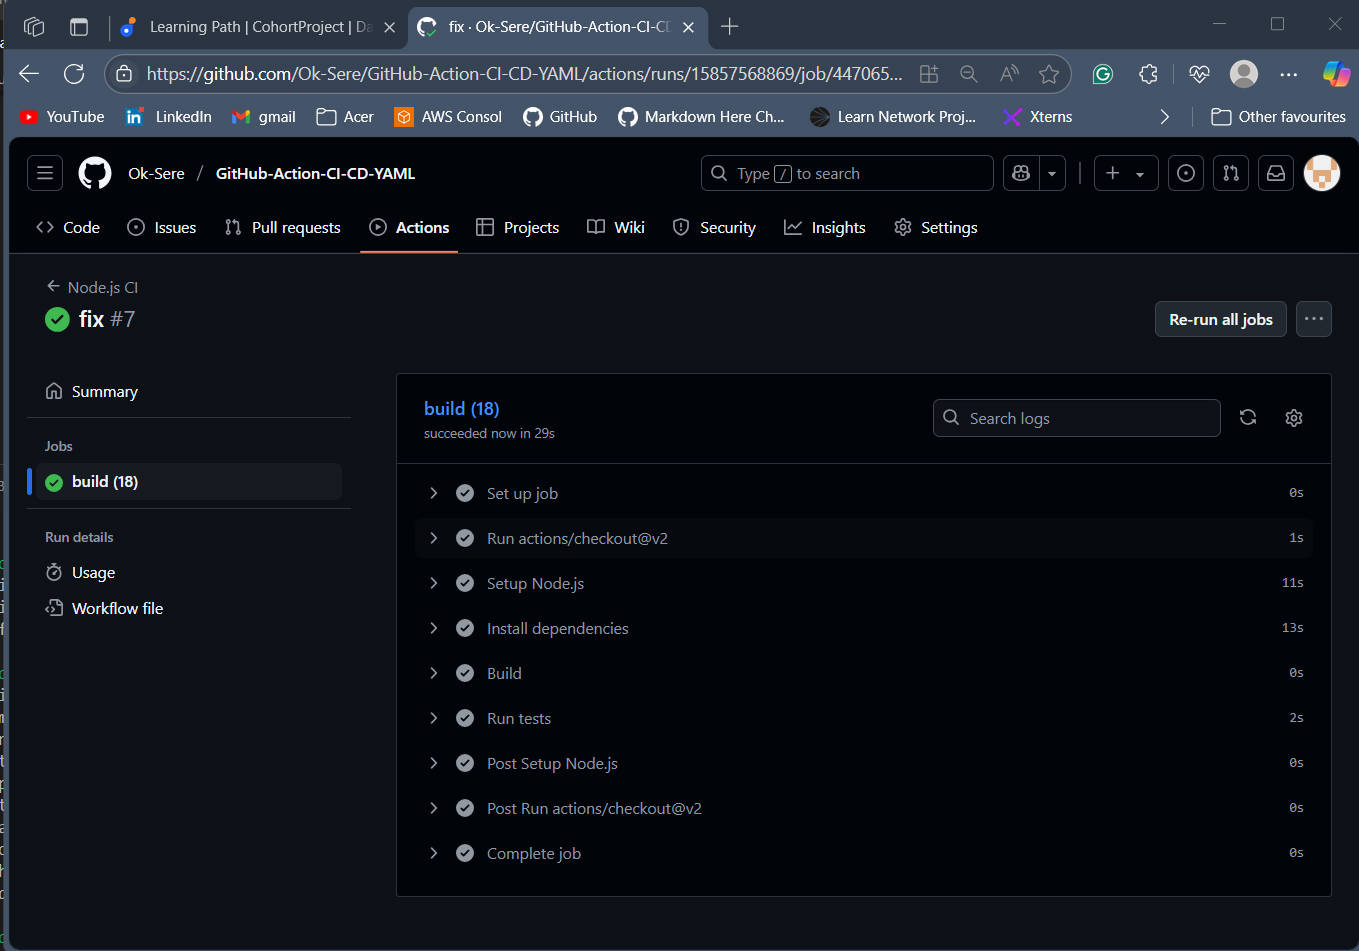 Learning Path | CohortProject | Da
fix · Ok-Sere/GitHub-Action-CI-CD
https://github.com/Ok-Sere/GitHub-Action-CI-CD-YAML/actions/runs/15857568869/job/447065...
YouTube LinkedIn gmail Acer AWS Consol GitHub Markdown Here Ch... Learn Network Proj... Xterns Other favourites
Ok-Sere / GitHub-Action-CI-CD-YAML
Type / to search
Code Issues Pull requests Actions Projects Wiki Security Insights Settings
Node.js CI
fix #7
Re-run all jobs
Summary
Jobs
build (18)
Run details
Usage
Workflow file
build (18)
succeeded now in 29s
Search logs
Set up job 0s
Run actions/checkout@v2 1s
Setup Node.js 11s
Install dependencies 13s
Build 0s
Run tests 2s
Post Setup Node.js 0s
Post Run actions/checkout@v2 0s
Complete job 0s